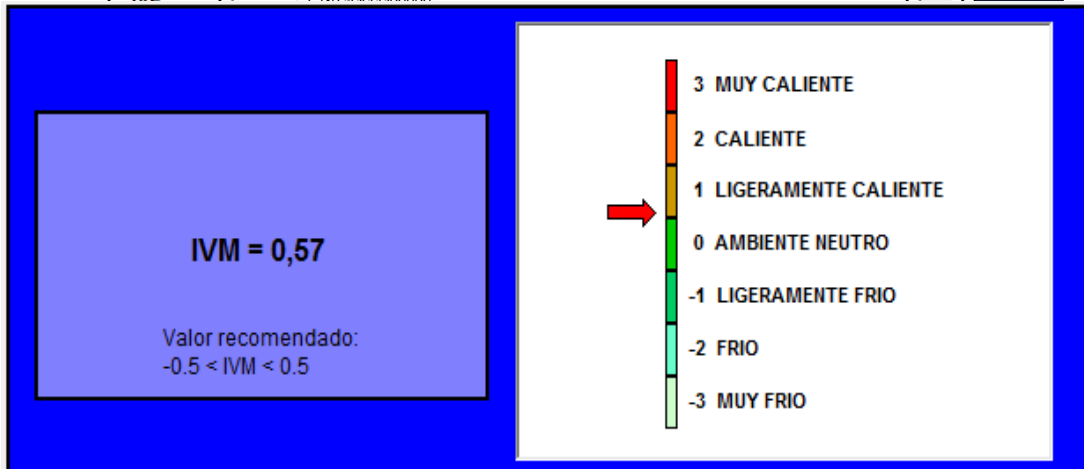 IVM = 0,57
Valor recomendado:
-0.5 < IVM < 0.5
3 MUY CALIENTE
2 CALIENTE
1 LIGERAMENTE CALIENTE
0 AMBIENTE NEUTRO
-1 LIGERAMENTE FRIO
-2 FRIO
-3 MUY FRIO